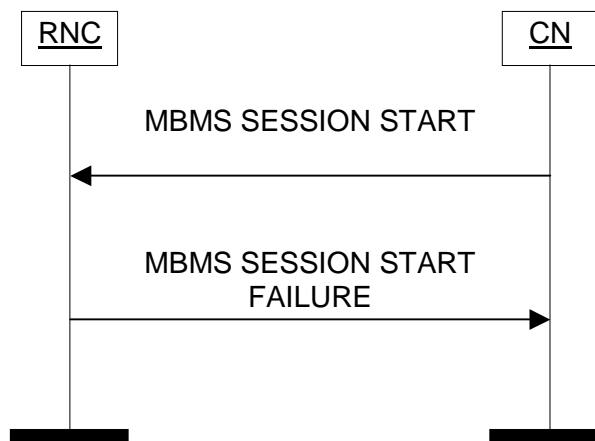 RNC
CN
MBMS SESSION START
MBMS SESSION START
FAILURE